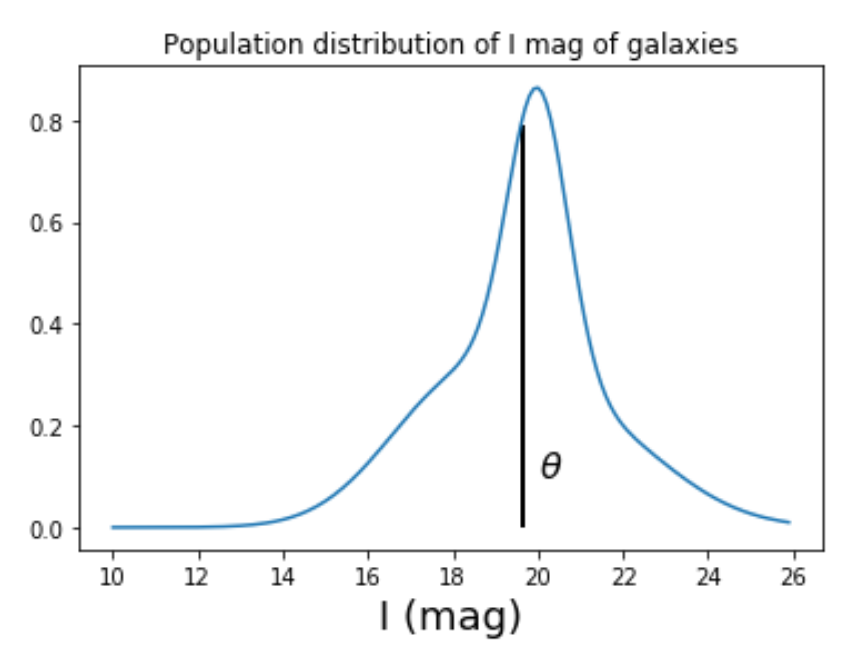 Population distribution of I mag of galaxies
0.8
0.6
0.4
0.2
0.0
θ
10 12 14 16 18 20 22 24 26
I (mag)